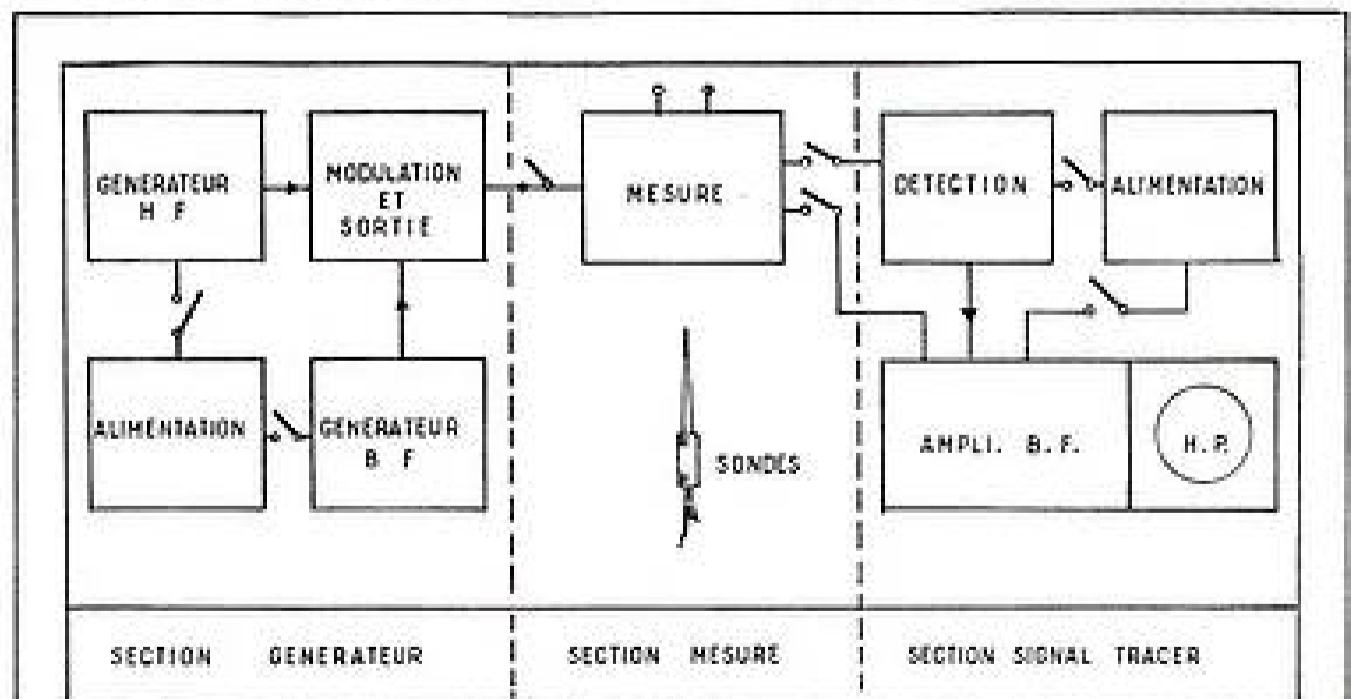 GENERATEUR
H F
MODULATION
ET
SORTIE
MESURE
DETECTION
ALIMENTATION
ALIMENTATION
GENERATEUR
B F
SONDES
AMPLI. B.F.
H.P.
SECTION GENERATEUR
SECTION MESURE
SECTION SIGNAL TRACER